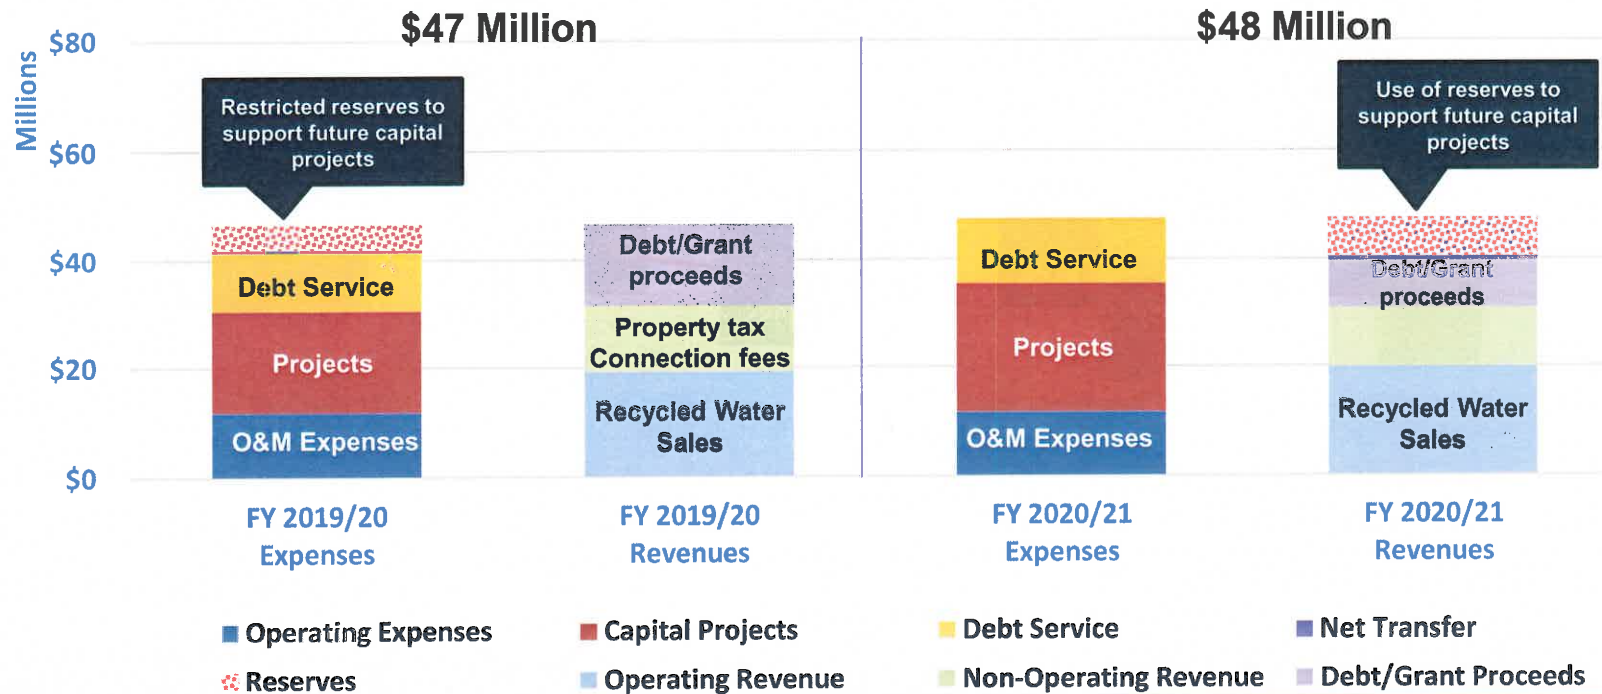 $47 Million
$48 Million
Millions
$80
$60
$40
$20
$0
Restricted reserves to
support future capital
projects
Use of reserves to
support future capital
projects
Debt Service
Projects
O&M Expenses
Debt/Grant
proceeds
Property tax
Connection fees
Recycled Water
Sales
Debt Service
Projects
O&M Expenses
Debt/Grant
proceeds
Recycled Water
Sales
FY 2019/20
Expenses
FY 2019/20
Revenues
FY 2020/21
Expenses
FY 2020/21
Revenues
Operating Expenses
Capital Projects
Debt Service
Net Transfer
Reserves
Operating Revenue
Non-Operating Revenue
Debt/Grant Proceeds